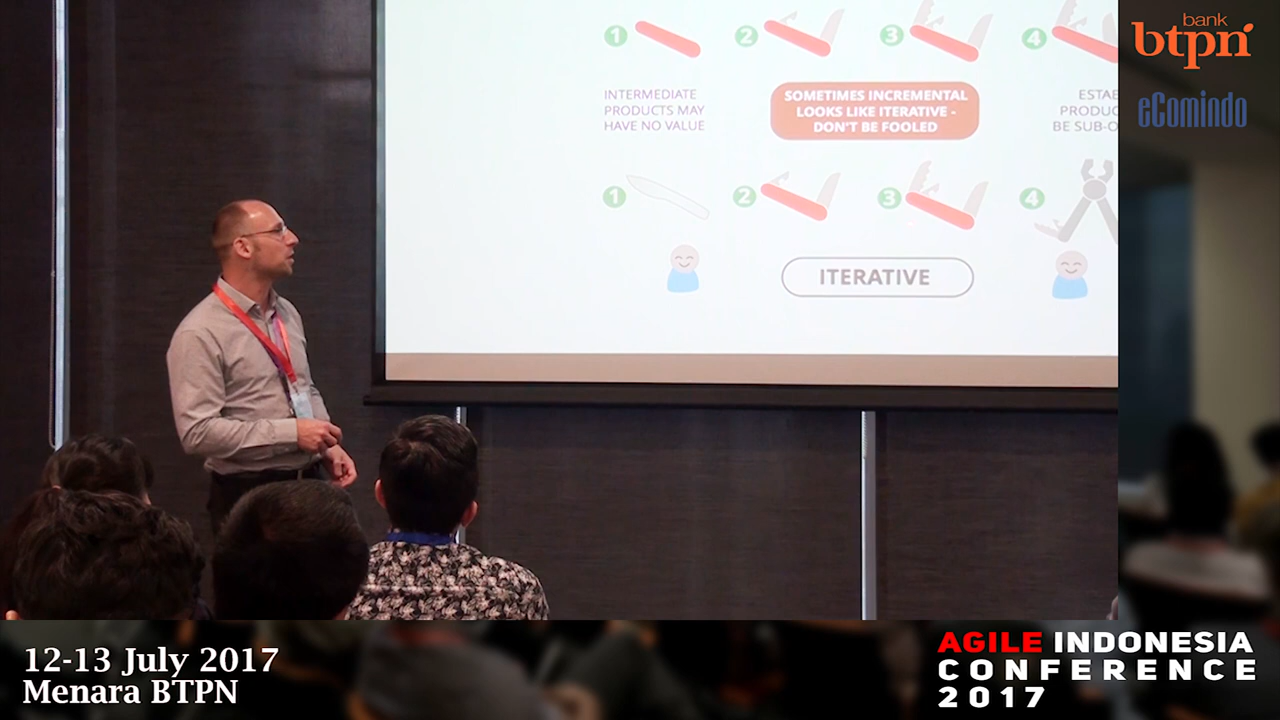 1
2
3
4
INTERMEDIATE
PRODUCTS MAY
HAVE NO VALUE
SOMETIMES INCREMENTAL
LOOKS LIKE ITERATIVE -
DON'T BE FOOLED
1
2
3
4
ITERATIVE
bank
btpn
eComindo
12-13 July 2017
Menara BTPN
AGILE INDONESIA
CONFERENCE
2017